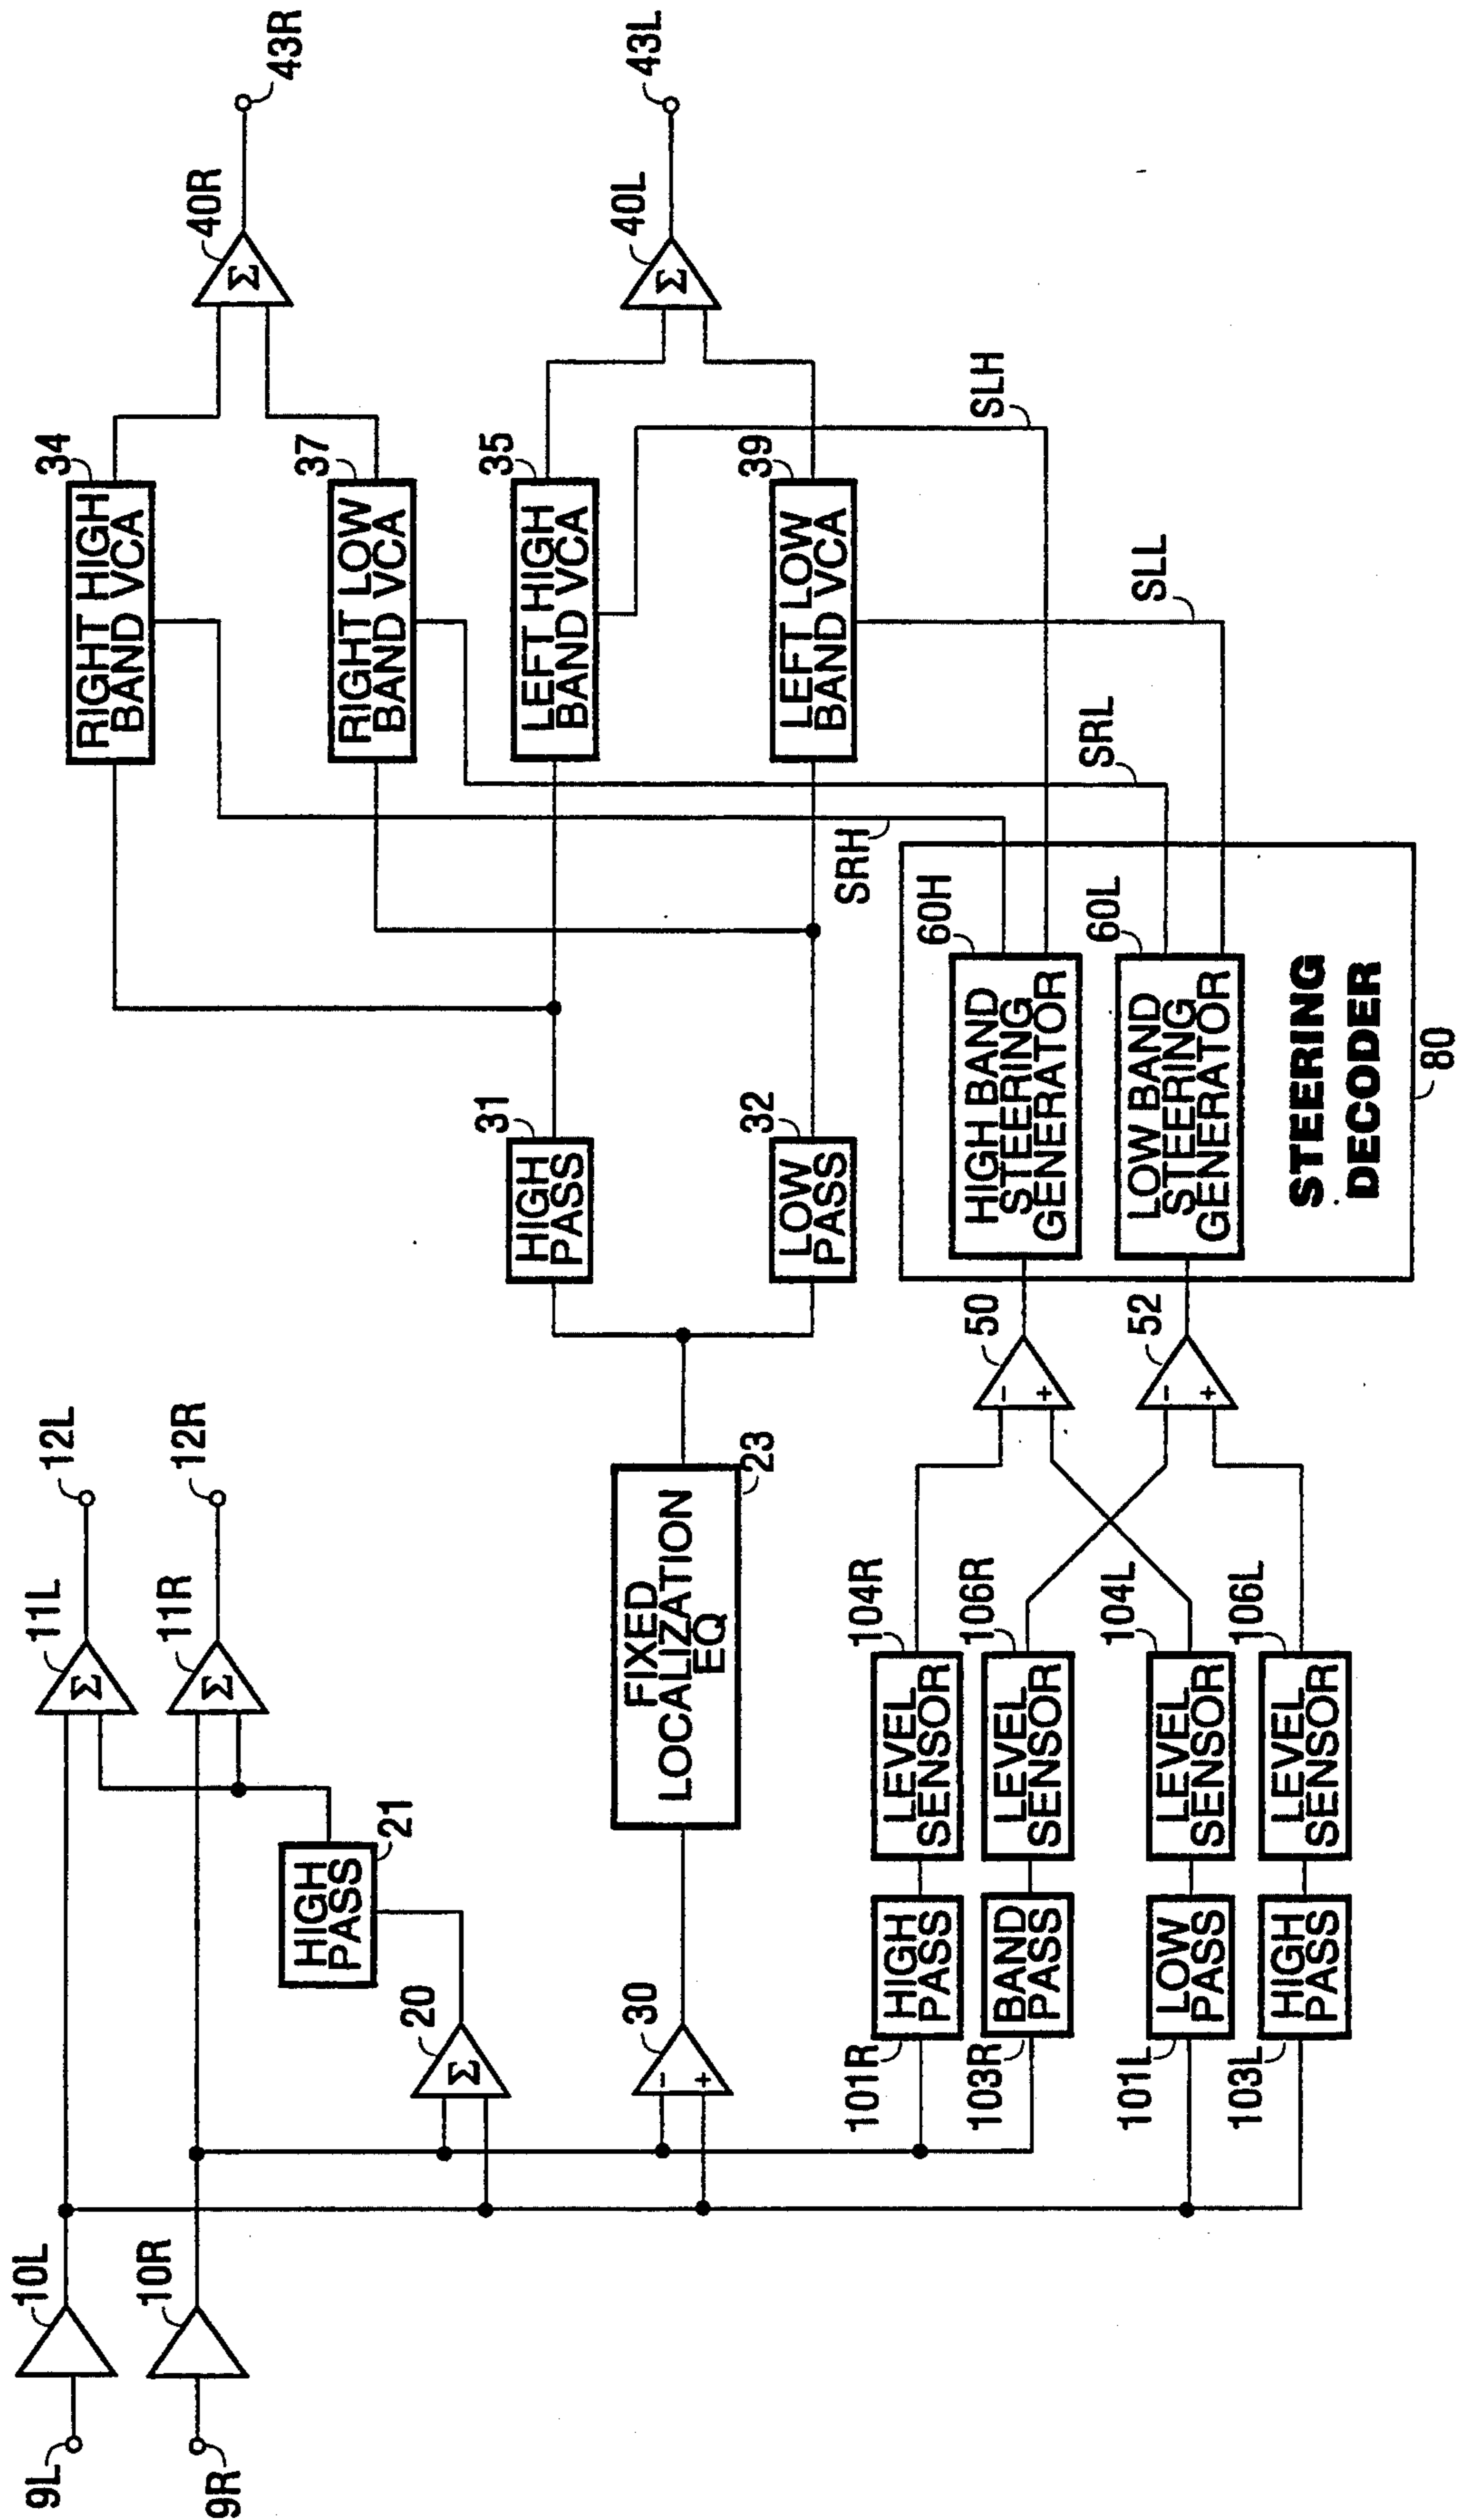 9L
10L
11L
12L
9R
10R
11R
12R
Σ
Σ
HIGH
PASS
21
20
Σ
30
-
+
FIXED
LOCALIZATION
EQ
23
HIGH
PASS
31
LOW
PASS
32
RIGHT HIGH
BAND VCA
34
RIGHT LOW
BAND VCA
37
LEFT HIGH
BAND VCA
35
LEFT LOW
BAND VCA
39
40R
Σ
43R
40L
Σ
43L
SRH
SRL
SLH
SLL
101R
HIGH
PASS
LEVEL
SENSOR
104R
103R
BAND
PASS
LEVEL
SENSOR
106R
101L
LOW
PASS
LEVEL
SENSOR
104L
103L
HIGH
PASS
LEVEL
SENSOR
106L
50
-
+
52
-
+
HIGH BAND
STEERING
GENERATOR
60H
LOW BAND
STEERING
GENERATOR
60L
STEERING
DECODER
80